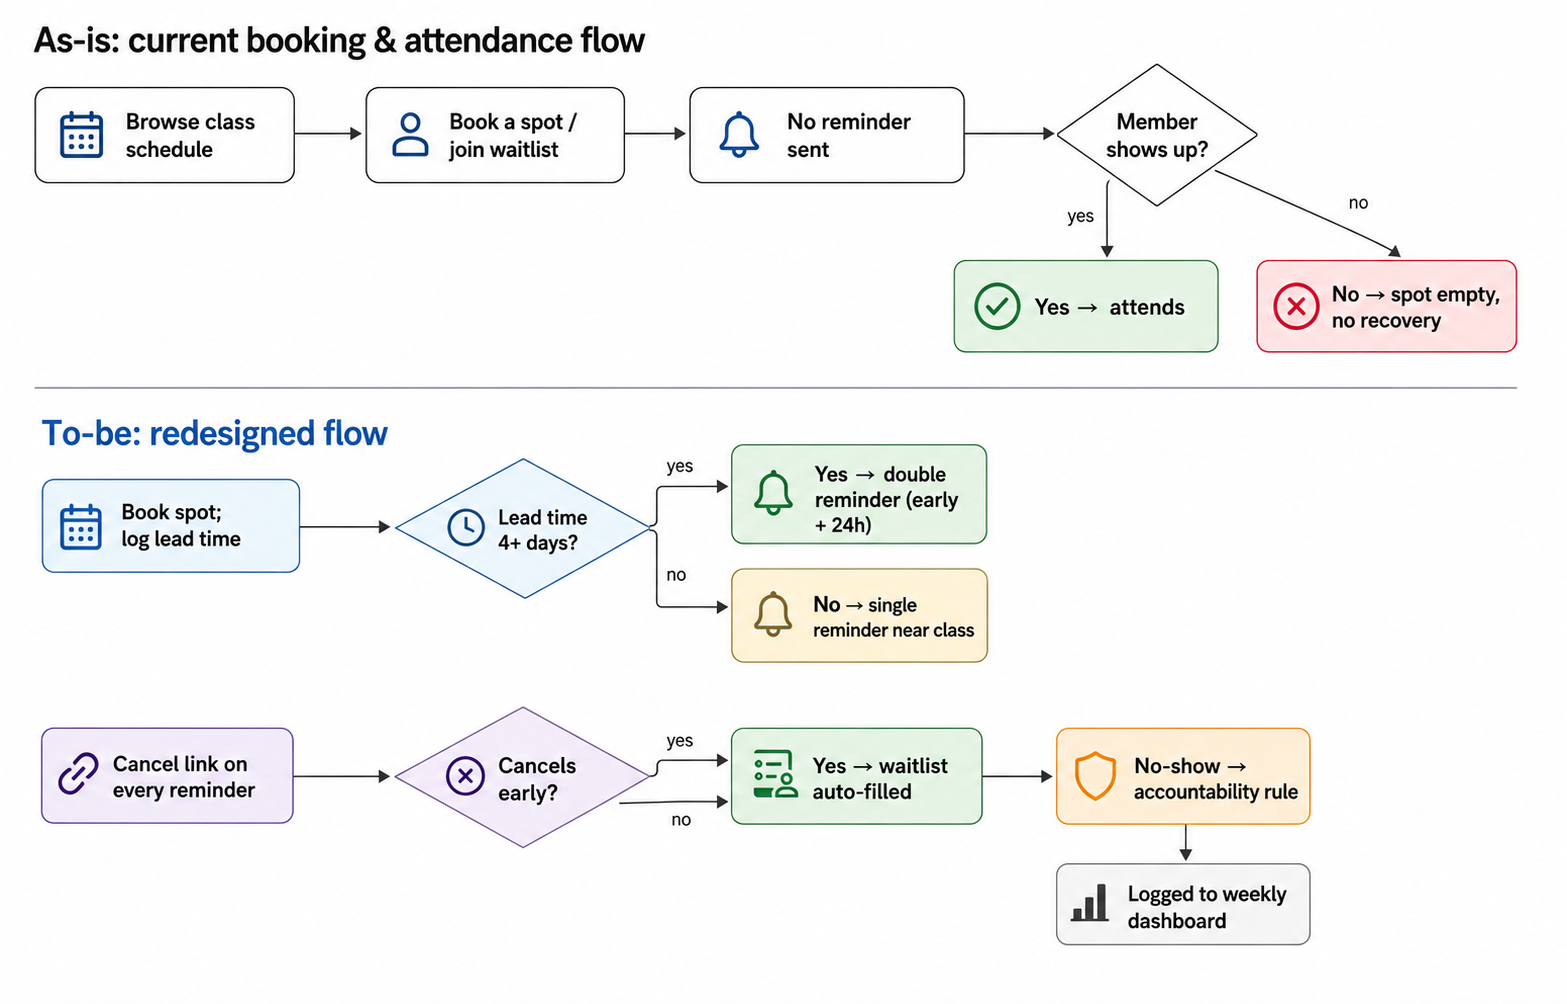 As-is: current booking & attendance flow
Browse class
schedule
Book a spot /
join waitlist
No reminder
sent
Member
shows up?
yes
no
Yes → attends
No → spot empty,
no recovery
To-be: redesigned flow
Book spot;
log lead time
Lead time
4+ days?
yes
Yes → double
reminder (early
+ 24h)
no
No → single
reminder near class
Cancel link on
every reminder
Cancels
early?
yes
no
Yes → waitlist
auto-filled
No-show →
accountability rule
Logged to weekly
dashboard